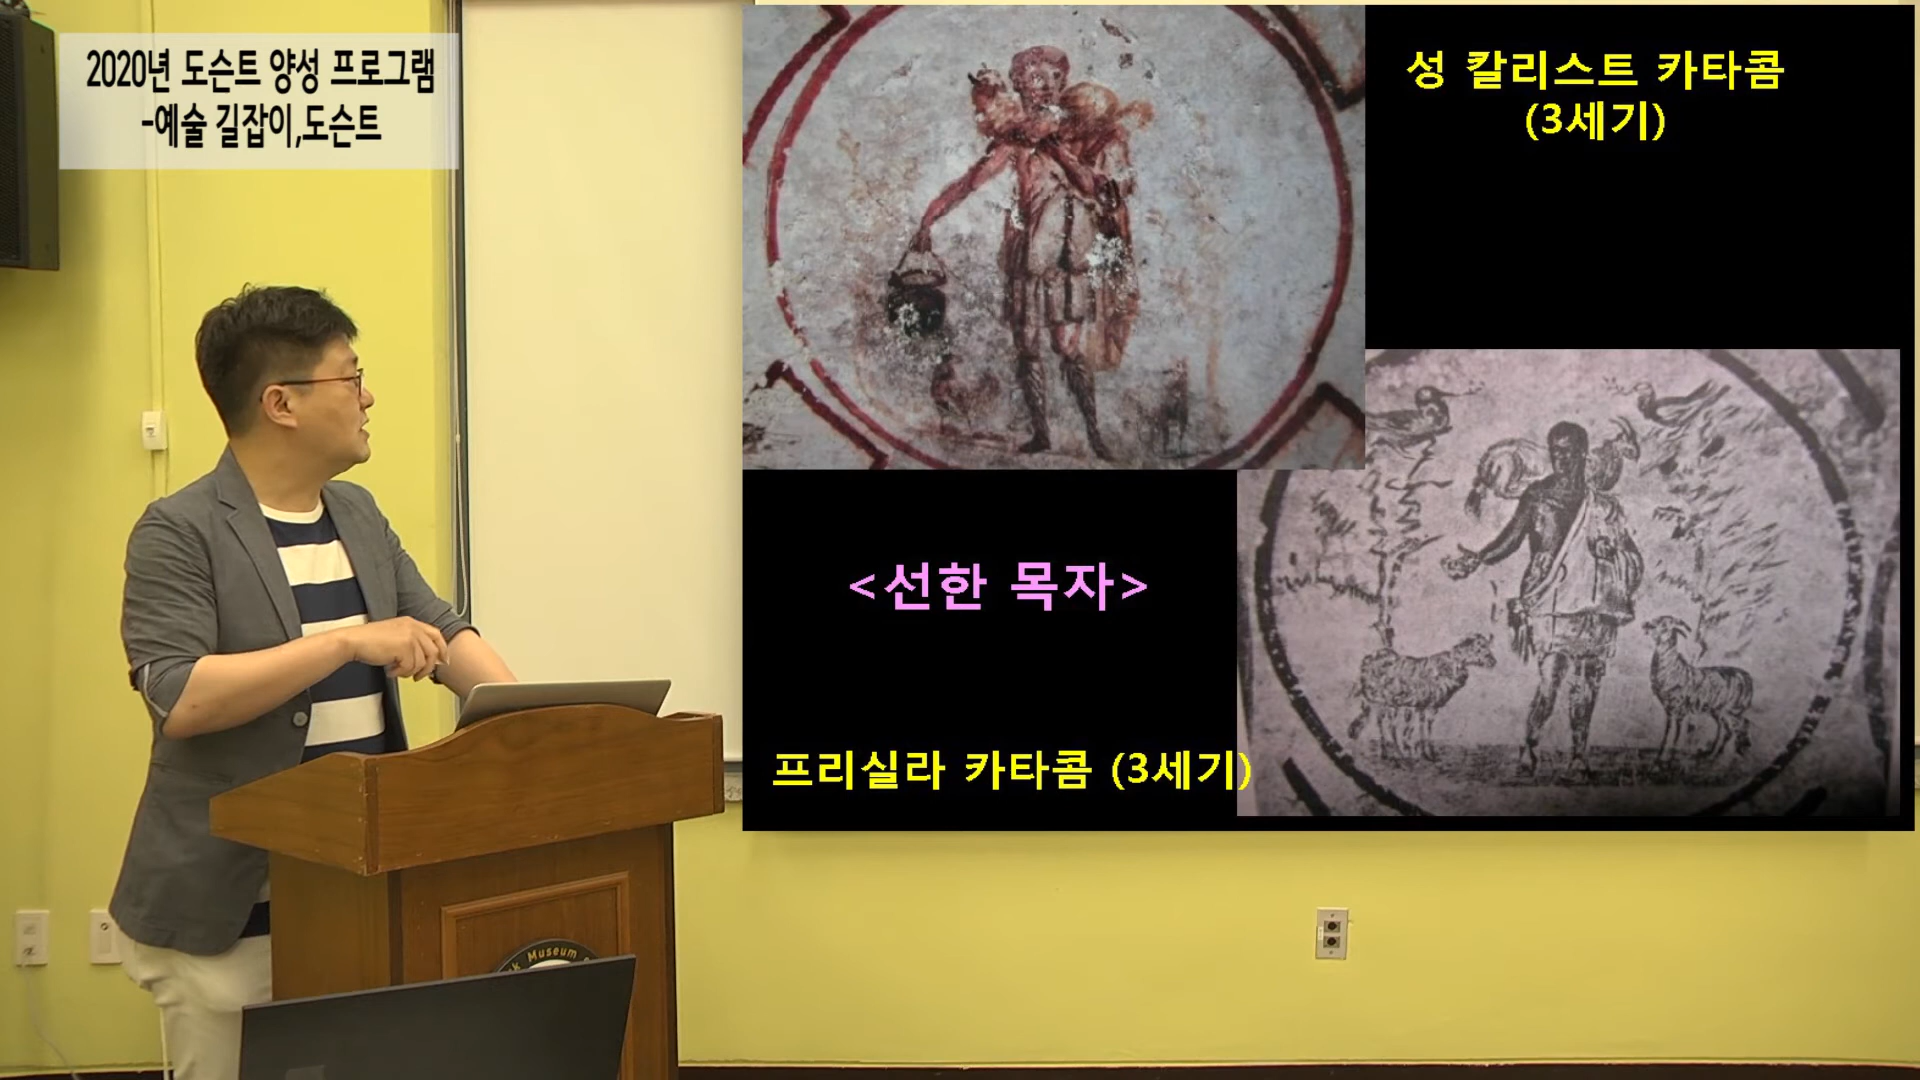 2020년 도슨트 양성 프로그램
-예술 길잡이,도슨트
성 칼리스트 카타콤
(3세기)
<선한 목자>
프리실라 카타콤 (3세기)
Museum